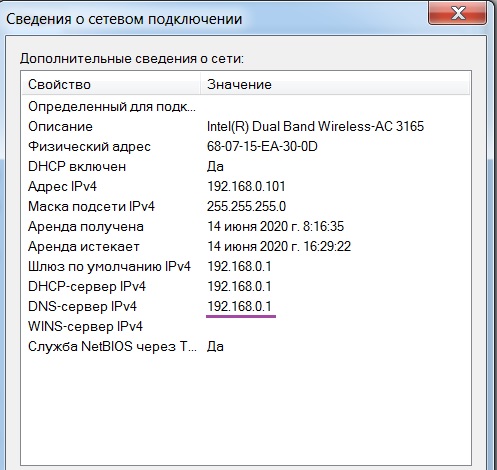 Сведения о сетевом подключении
Дополнительные сведения о сети:
Свойство Значение
Определенный для подк...
Описание Intel(R) Dual Band Wireless-AC 3165
Физический адрес 68-07-15-EA-30-0D
DHCP включен Да
Адрес IPv4 192.168.0.101
Маска подсети IPv4 255.255.255.0
Аренда получена 14 июня 2020 г. 8:16:35
Аренда истекает 14 июня 2020 г. 16:29:22
Шлюз по умолчанию IPv4 192.168.0.1
DHCP-сервер IPv4 192.168.0.1
DNS-сервер IPv4 192.168.0.1
WINS-сервер IPv4
Служба NetBIOS через T... Да